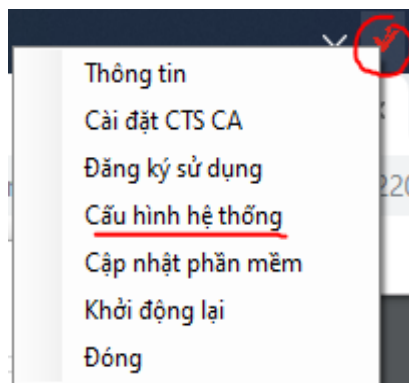 Thông tin
Cài đặt CTS CA
Đăng ký sử dụng
220
Cấu hình hệ thống
Cập nhật phần mềm
Khởi động lại
Đóng